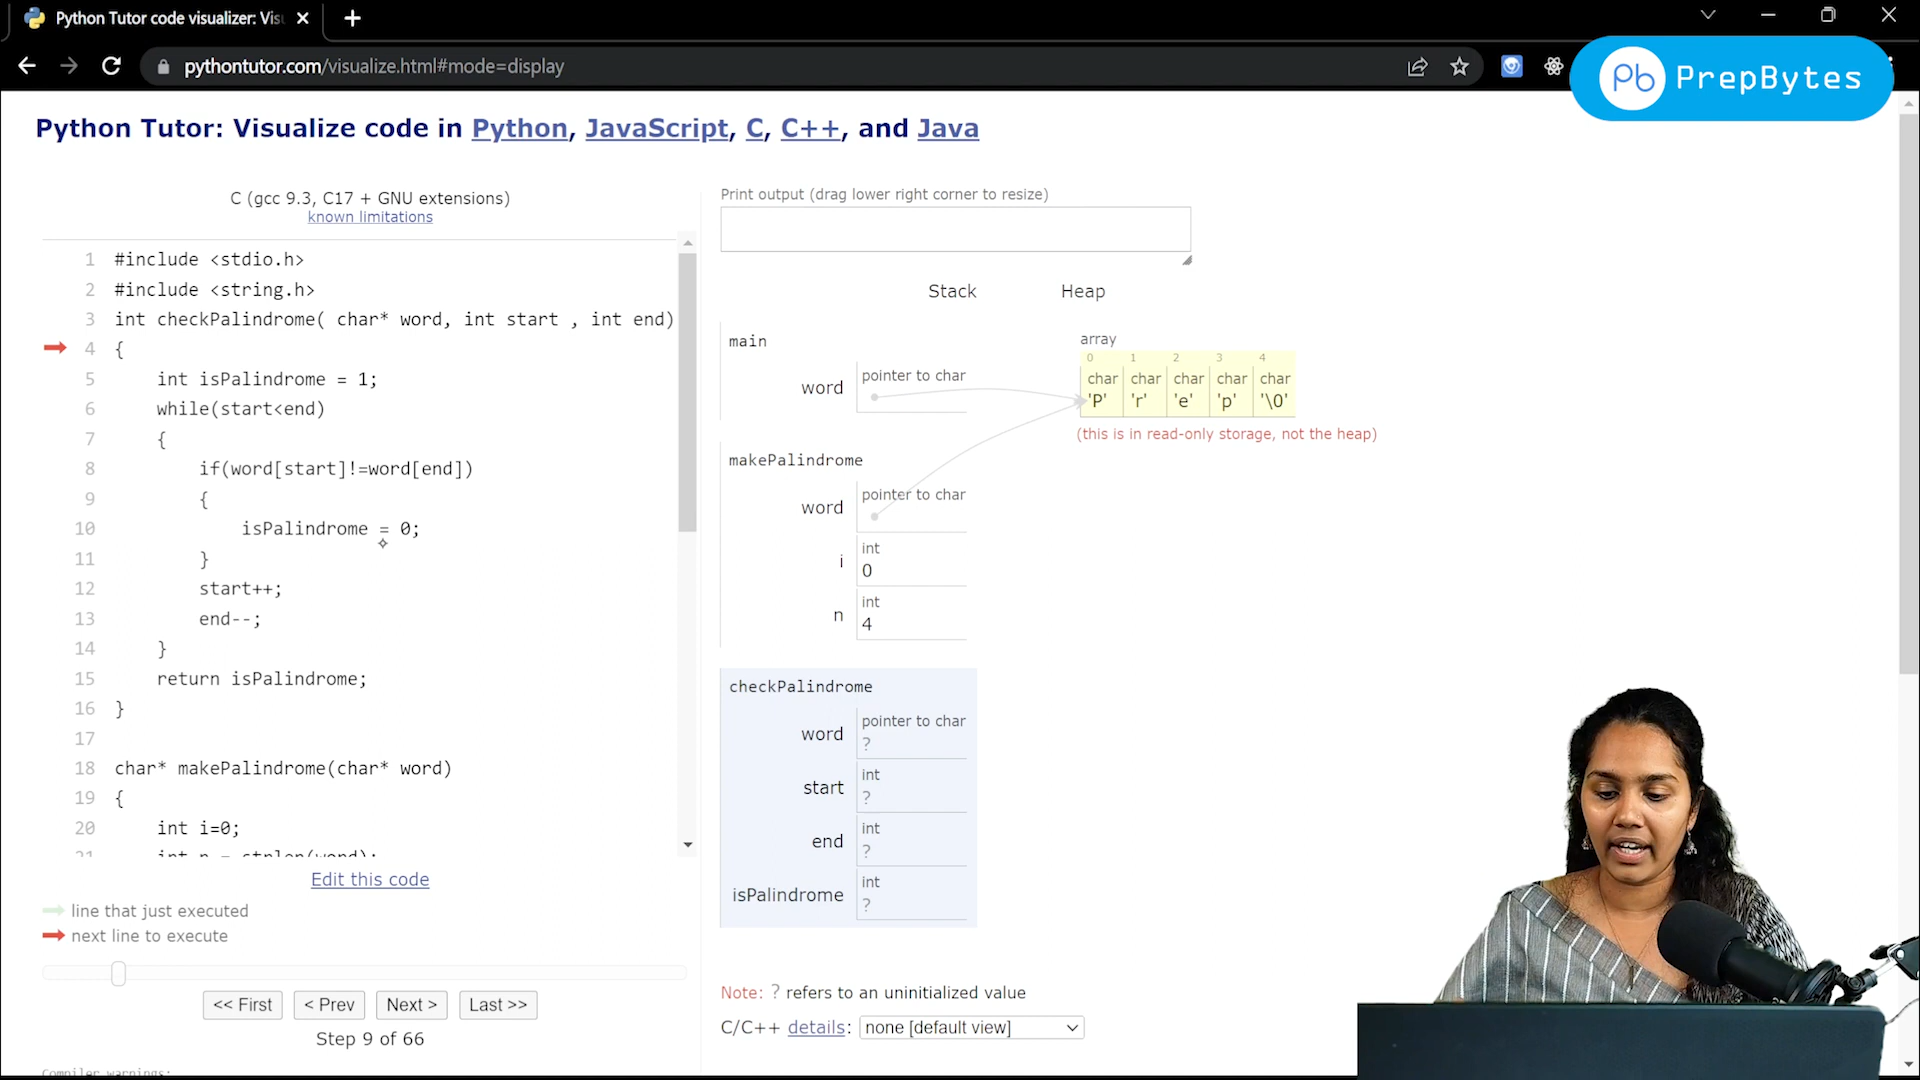 Python Tutor code visualizer: Vis
pythontutor.com/visualize.html#mode=display
Pb PrepBytes
Python Tutor: Visualize code in Python, JavaScript, C, C++, and Java
C (gcc 9.3, C17 + GNU extensions)
known limitations
1 #include <stdio.h>
2 #include <string.h>
3 int checkPalindrome( char* word, int start , int end)
4 {
5 int isPalindrome = 1;
6 while(start<end)
7 {
8 if(word[start]!=word[end])
9 {
10 isPalindrome = 0;
11 }
12 start++;
13 end--;
14 }
15 return isPalindrome;
16 }
17
18 char* makePalindrome(char* word)
19 {
20 int i=0;
21 int n = strlen(word);
Edit this code
line that just executed
next line to execute
<< First < Prev Next > Last >>
Step 9 of 66
Compiler warnings:
Print output (drag lower right corner to resize)
Stack Heap
main
word pointer to char
array
0 1 2 3 4
char char char char char
'P' 'r' 'e' 'p' '\0'
(this is in read-only storage, not the heap)
makePalindrome
word pointer to char
i int
0
n int
4
checkPalindrome
word pointer to char
?
start int
?
end int
?
isPalindrome int
?
Note: ? refers to an uninitialized value
C/C++ details: none [default view]